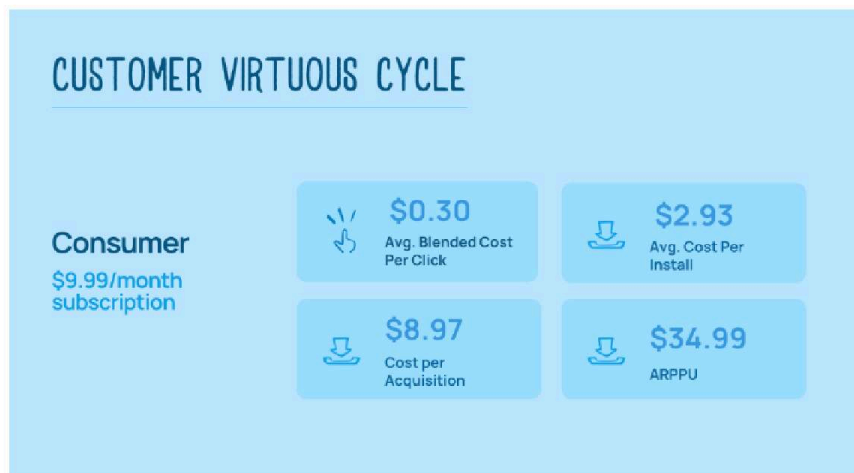 CUSTOMER VIRTUOUS CYCLE
Consumer
$9.99/month
subscription
$0.30
Avg. Blended Cost
Per Click
$2.93
Avg. Cost Per
Install
$8.97
Cost per
Acquisition
$34.99
ARPPU